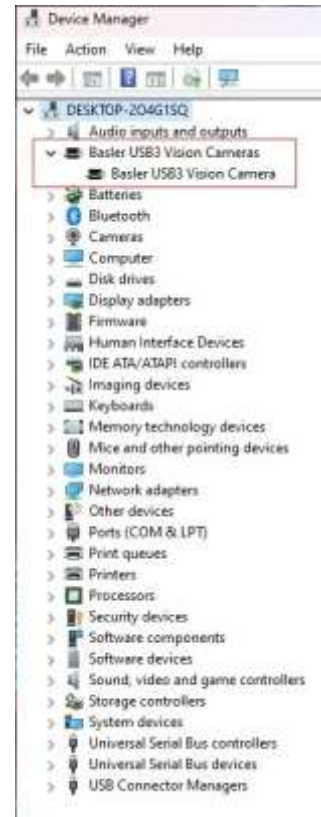 Device Manager
File Action View Help
DESKTOP-2O4G1SQ
Audio inputs and outputs
Basler USB3 Vision Cameras
Basler USB3 Vision Camera
Batteries
Bluetooth
Cameras
Computer
Disk drives
Display adapters
Firmware
Human Interface Devices
IDE ATA/ATAPI controllers
Imaging devices
Keyboards
Memory technology devices
Mice and other pointing devices
Monitors
Network adapters
Other devices
Ports (COM & LPT)
Print queues
Printers
Processors
Security devices
Software components
Software devices
Sound, video and game controllers
Storage controllers
System devices
Universal Serial Bus controllers
Universal Serial Bus devices
USB Connector Managers